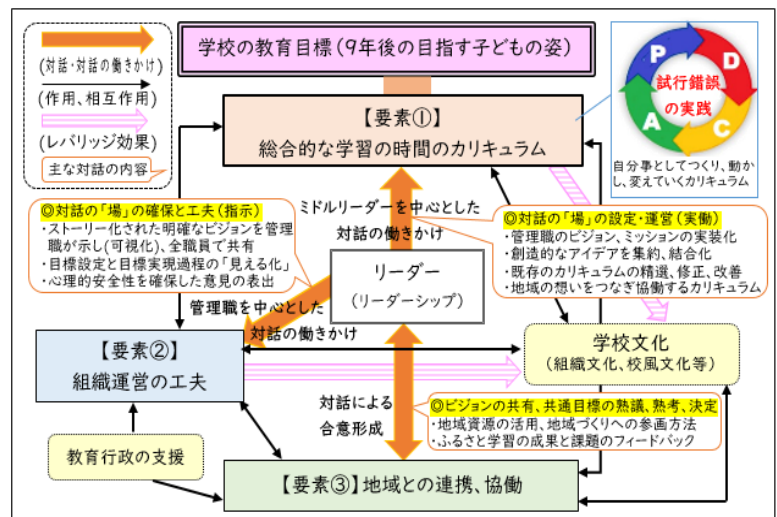 学校の教育目標(9年後の目指す子どもの姿)
(対話・対話の働きかけ)
(作用、相互作用)
(レバリッジ効果)
主な対話の内容
【要素①】
総合的な学習の時間のカリキュラム
P
D
C
A
試行錯誤
の実践
自分事としてつくり、動か
し、変えていくカリキュラム
◎対話の「場」の確保と工夫(指示)
・ストーリー化された明確なビジョンを管理
職が示し(可視化)、全職員で共有
・目標設定と目標実現過程の「見える化」
・心理的安全性を確保した意見の表出
ミドルリーダーを中心とした
対話の働きかけ
◎対話の「場」の設定・運営(実働)
・管理職のビジョン、ミッションの実装化
・創造的なアイデアを集約、結合化
・既存のカリキュラムの精選、修正、改善
・地域の想いをつなぎ協働するカリキュラム
リーダー
(リーダーシップ)
管理職を中心とした
対話の働きかけ
【要素②】
組織運営の工夫
学校文化
(組織文化、校風文化等)
対話による
合意形成
◎ビジョンの共有、共通目標の熟議、熟考、決定
・地域資源の活用、地域づくりへの参画方法
・ふるさと学習の成果と課題のフィードバック
教育行政の支援
【要素③】地域との連携、協働